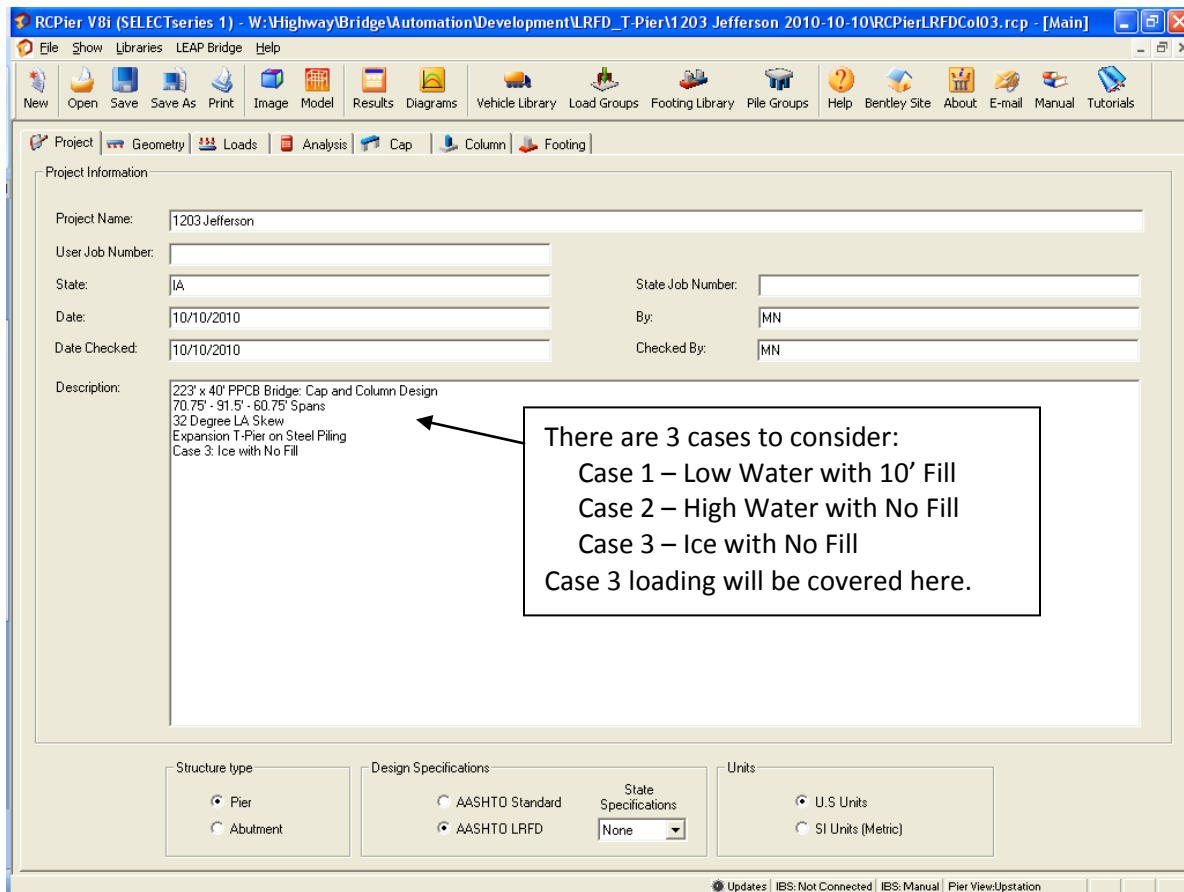 RCPier V8i (SELECTseries 1) - W:\Highway\Bridge\Automation\Development\LRFD_T-Pier\1203 Jefferson 2010-10-10\RCPierLRFDCol03.rcp - [Main]
File Show Libraries LEAP Bridge Help
New Open Save Save As Print Image Model Results Diagrams Vehicle Library Load Groups Footing Library Pile Groups Help Bentley Site About E-mail Manual Tutorials
Project Geometry Loads Analysis Cap Column Footing
Project Information
Project Name: 1203 Jefferson
User Job Number:
State: IA State Job Number:
Date: 10/10/2010 By: MN
Date Checked: 10/10/2010 Checked By: MN
Description:
223' x 40' PPCB Bridge: Cap and Column Design
70.75' - 91.5' - 60.75' Spans
32 Degree LA Skew
Expansion T-Pier on Steel Piling
Case 3: Ice with No Fill
There are 3 cases to consider:
Case 1 – Low Water with 10’ Fill
Case 2 – High Water with No Fill
Case 3 – Ice with No Fill
Case 3 loading will be covered here.
Structure type
Pier
Abutment
Design Specifications
AASHTO Standard
AASHTO LRFD
State
Specifications
None
Units
U.S Units
SI Units (Metric)
Updates IBS: Not Connected IBS: Manual Pier View:Upstation